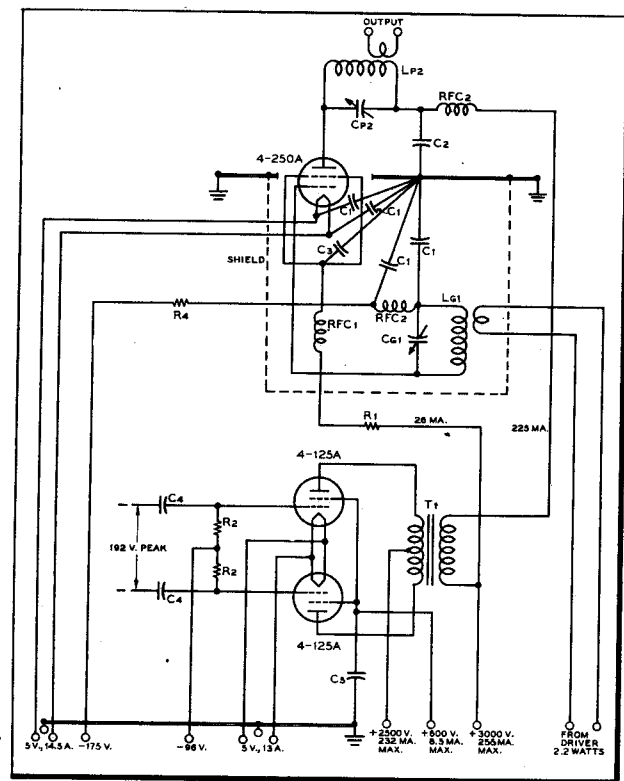 OUTPUT
LP2
RFC2
CP2
C2
4-250A
C1
C1
C3
C1
C1
SHIELD
LG1
R4
RFC2
RFC1
CG1
R1
26 MA.
225 MA.
4-125A
C4
T1
R2
192 V. PEAK
R2
C4
4-125A
C5
5 V., 14.5 A.
-175 V.
-96 V.
5 V., 13 A.
+2500 V.
232 MA.
MAX.
+600 V.
8.5 MA.
MAX.
+3000 V.
255 MA.
MAX.
FROM
DRIVER
2.2 WATTS